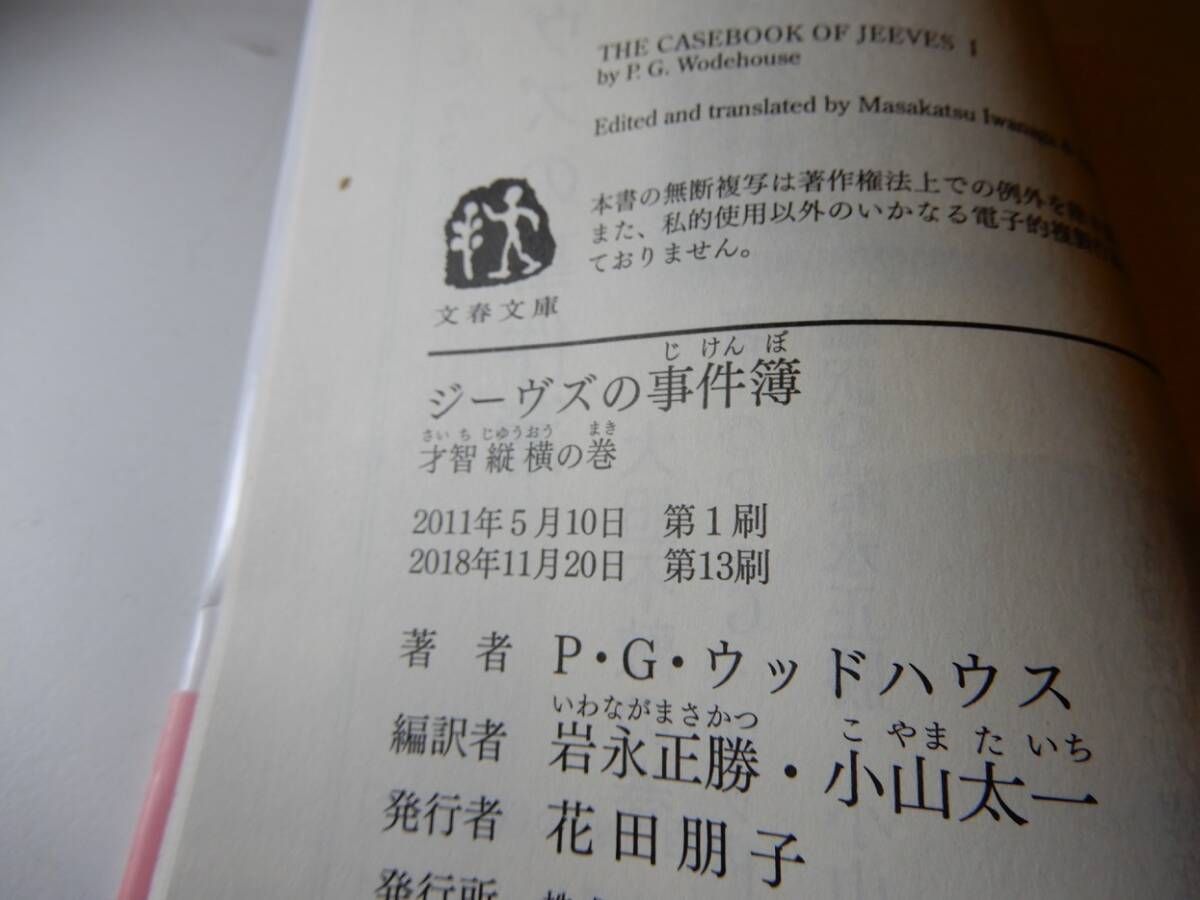 THE CASEBOOK OF JEEVES 1
by P. G. Wodehouse
Edited and translated by Masakatsu Iwanaga
本書の無断複写は著作権法上での例外を
また、私的使用以外のいかなる電子的複製
ておりません。
文春文庫
じけんぼ
ジーヴズの事件簿
さいちじゅうおう まき
才智縦横の巻
2011年5月10日 第1刷
2018年11月20日 第13刷
著者 P・G・ウッドハウス
いわながまさかつ こやまたいち
編訳者 岩永正勝・小山太一
発行者 花田朋子
発行所